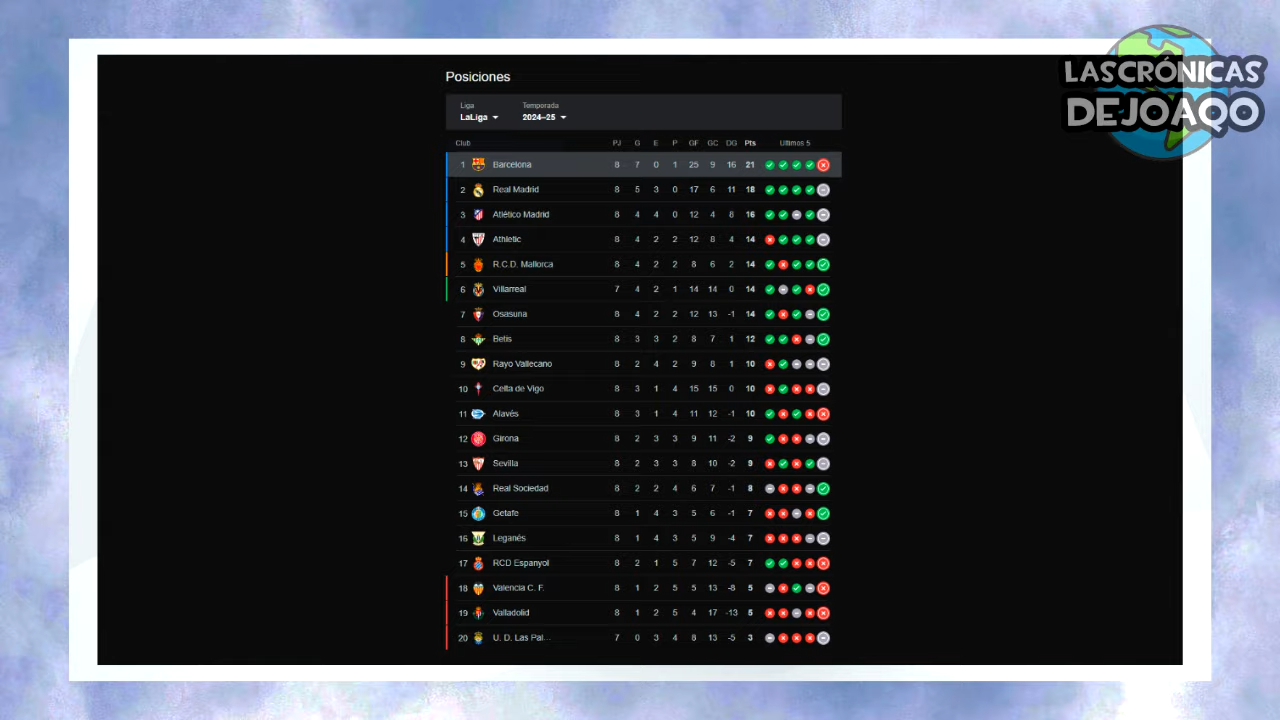 LAS CRÓNICAS
DE JOAQO
Posiciones
Liga Temporada
LaLiga 2024–25
Club PJ G E P GF GC DG Pts Últimos 5
1 Barcelona 8 7 0 1 25 9 16 21
2 Real Madrid 8 5 3 0 17 6 11 18
3 Atlético Madrid 8 4 4 0 12 4 8 16
4 Athletic 8 4 2 2 12 8 4 14
5 R.C.D. Mallorca 8 4 2 2 8 6 2 14
6 Villarreal 7 4 2 1 14 14 0 14
7 Osasuna 8 4 2 2 12 13 -1 14
8 Betis 8 3 3 2 8 7 1 12
9 Rayo Vallecano 8 2 4 2 9 8 1 10
10 Celta de Vigo 8 3 1 4 15 15 0 10
11 Alavés 8 3 1 4 11 12 -1 10
12 Girona 8 2 3 3 9 11 -2 9
13 Sevilla 8 2 3 3 8 10 -2 9
14 Real Sociedad 8 2 2 4 6 7 -1 8
15 Getafe 8 1 4 3 5 6 -1 7
16 Leganés 8 1 4 3 5 9 -4 7
17 RCD Espanyol 8 2 1 5 7 12 -5 7
18 Valencia C. F. 8 1 2 5 5 13 -8 5
19 Valladolid 8 1 2 5 4 17 -13 5
20 U. D. Las Pal... 7 0 3 4 8 13 -5 3